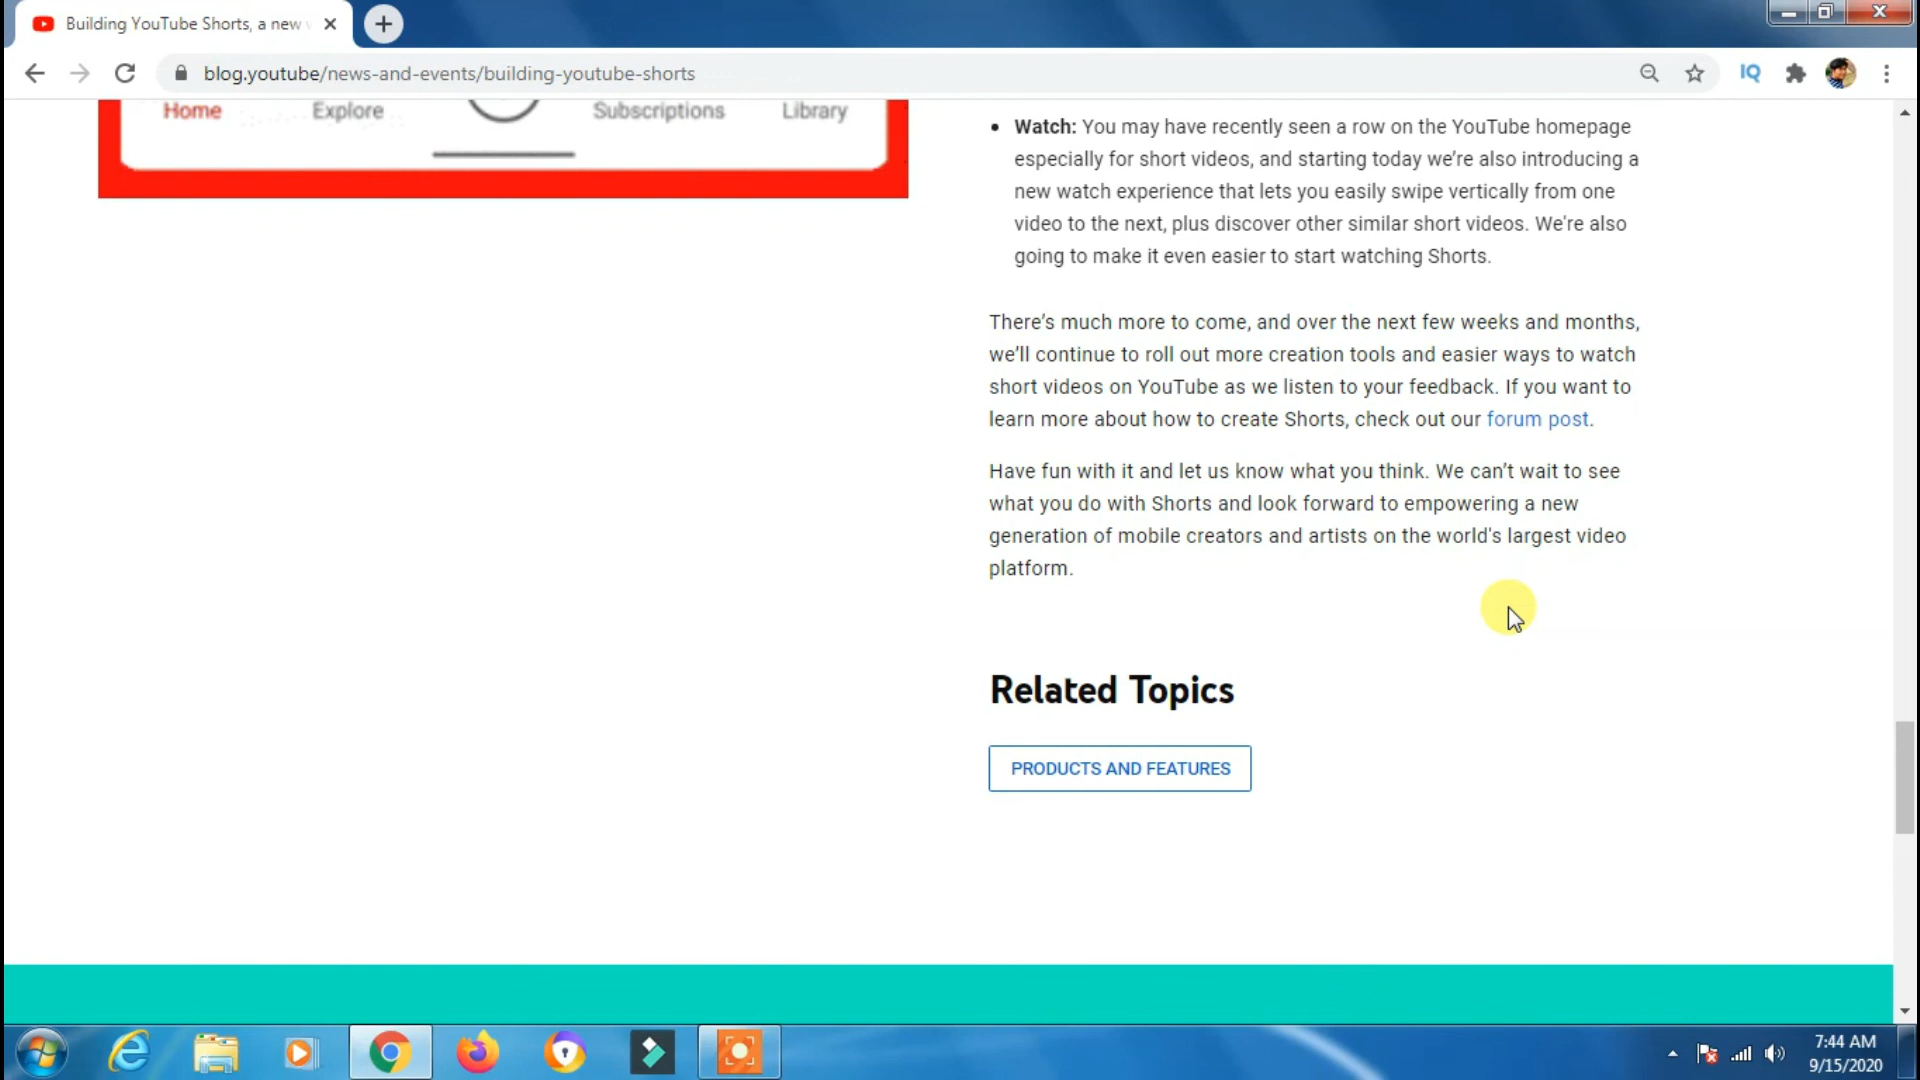 Building YouTube Shorts, a new
blog.youtube/news-and-events/building-youtube-shorts
IQ
Home Explore Subscriptions Library
• Watch: You may have recently seen a row on the YouTube homepage
especially for short videos, and starting today we’re also introducing a
new watch experience that lets you easily swipe vertically from one
video to the next, plus discover other similar short videos. We're also
going to make it even easier to start watching Shorts.
There’s much more to come, and over the next few weeks and months,
we’ll continue to roll out more creation tools and easier ways to watch
short videos on YouTube as we listen to your feedback. If you want to
learn more about how to create Shorts, check out our forum post.
Have fun with it and let us know what you think. We can’t wait to see
what you do with Shorts and look forward to empowering a new
generation of mobile creators and artists on the world's largest video
platform.
Related Topics
PRODUCTS AND FEATURES
7:44 AM
9/15/2020